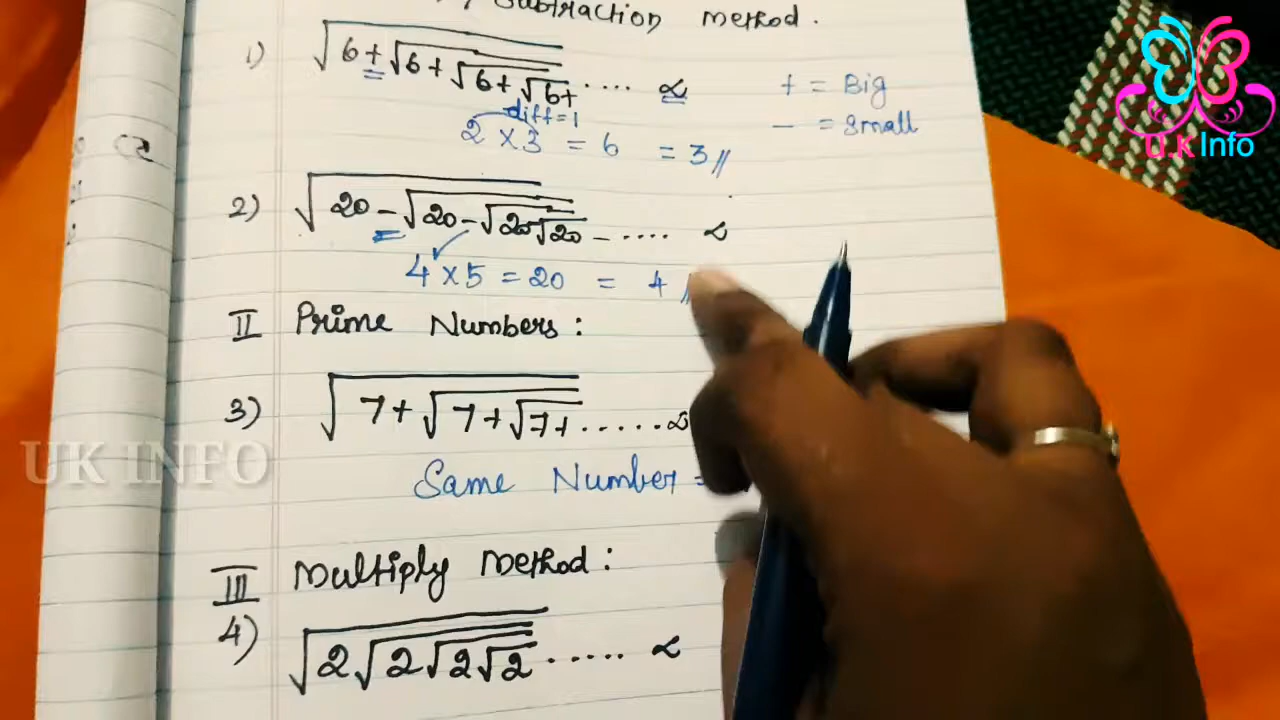 Subtraction method.
1) √6+√6+√6+√6+ .... ∝
+ = Big
diff=1
- = Small
2 × 3 = 6 = 3 //
2) √20-√20-√20√20 - .... ∝
4 × 5 = 20 = 4 //
II Prime Numbers:
3) √7+√7+√7+ ..... ∝
Same Number =
III Multiply method:
4) √2√2√2√2 ..... ∝
U.K Info
UK INFO